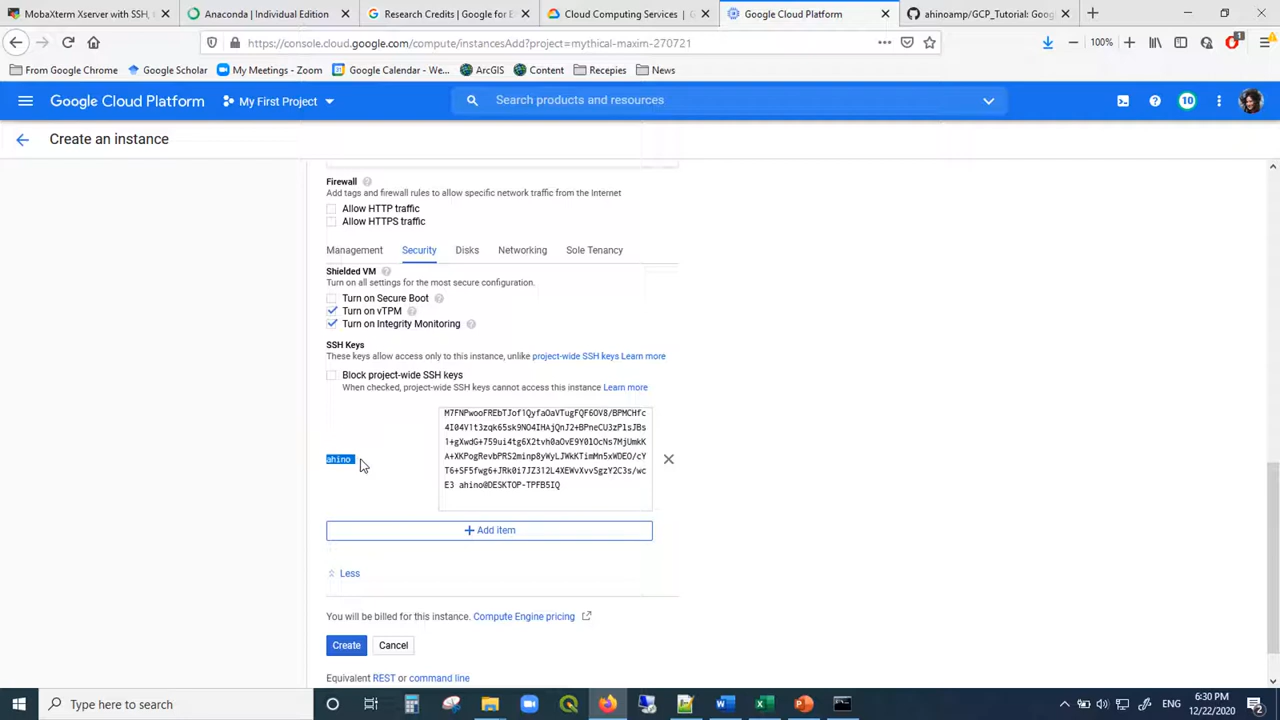 MobaXterm Xserver with SSH,
Anaconda | Individual Edition
Research Credits | Google for E
Cloud Computing Services | G
Google Cloud Platform
ahinoamp/GCP_Tutorial: Googl
https://console.cloud.google.com/compute/instancesAdd?project=mythical-maxim-270721
100%
1
From Google Chrome
Google Scholar
My Meetings - Zoom
Google Calendar - We...
ArcGIS
Content
Recepies
News
Google Cloud Platform
My First Project
Search products and resources
10
Create an instance
Firewall
Add tags and firewall rules to allow specific network traffic from the Internet
Allow HTTP traffic
Allow HTTPS traffic
Management
Security
Disks
Networking
Sole Tenancy
Shielded VM
Turn on all settings for the most secure configuration.
Turn on Secure Boot
Turn on vTPM
Turn on Integrity Monitoring
SSH Keys
These keys allow access only to this instance, unlike project-wide SSH keys Learn more
Block project-wide SSH keys
When checked, project-wide SSH keys cannot access this instance Learn more
ahino
E3 ahino@DESKTOP-TPFB5IQ
Add item
Less
You will be billed for this instance. Compute Engine pricing
Create
Cancel
Equivalent REST or command line
Type here to search
ENG
6:30 PM
12/22/2020
2